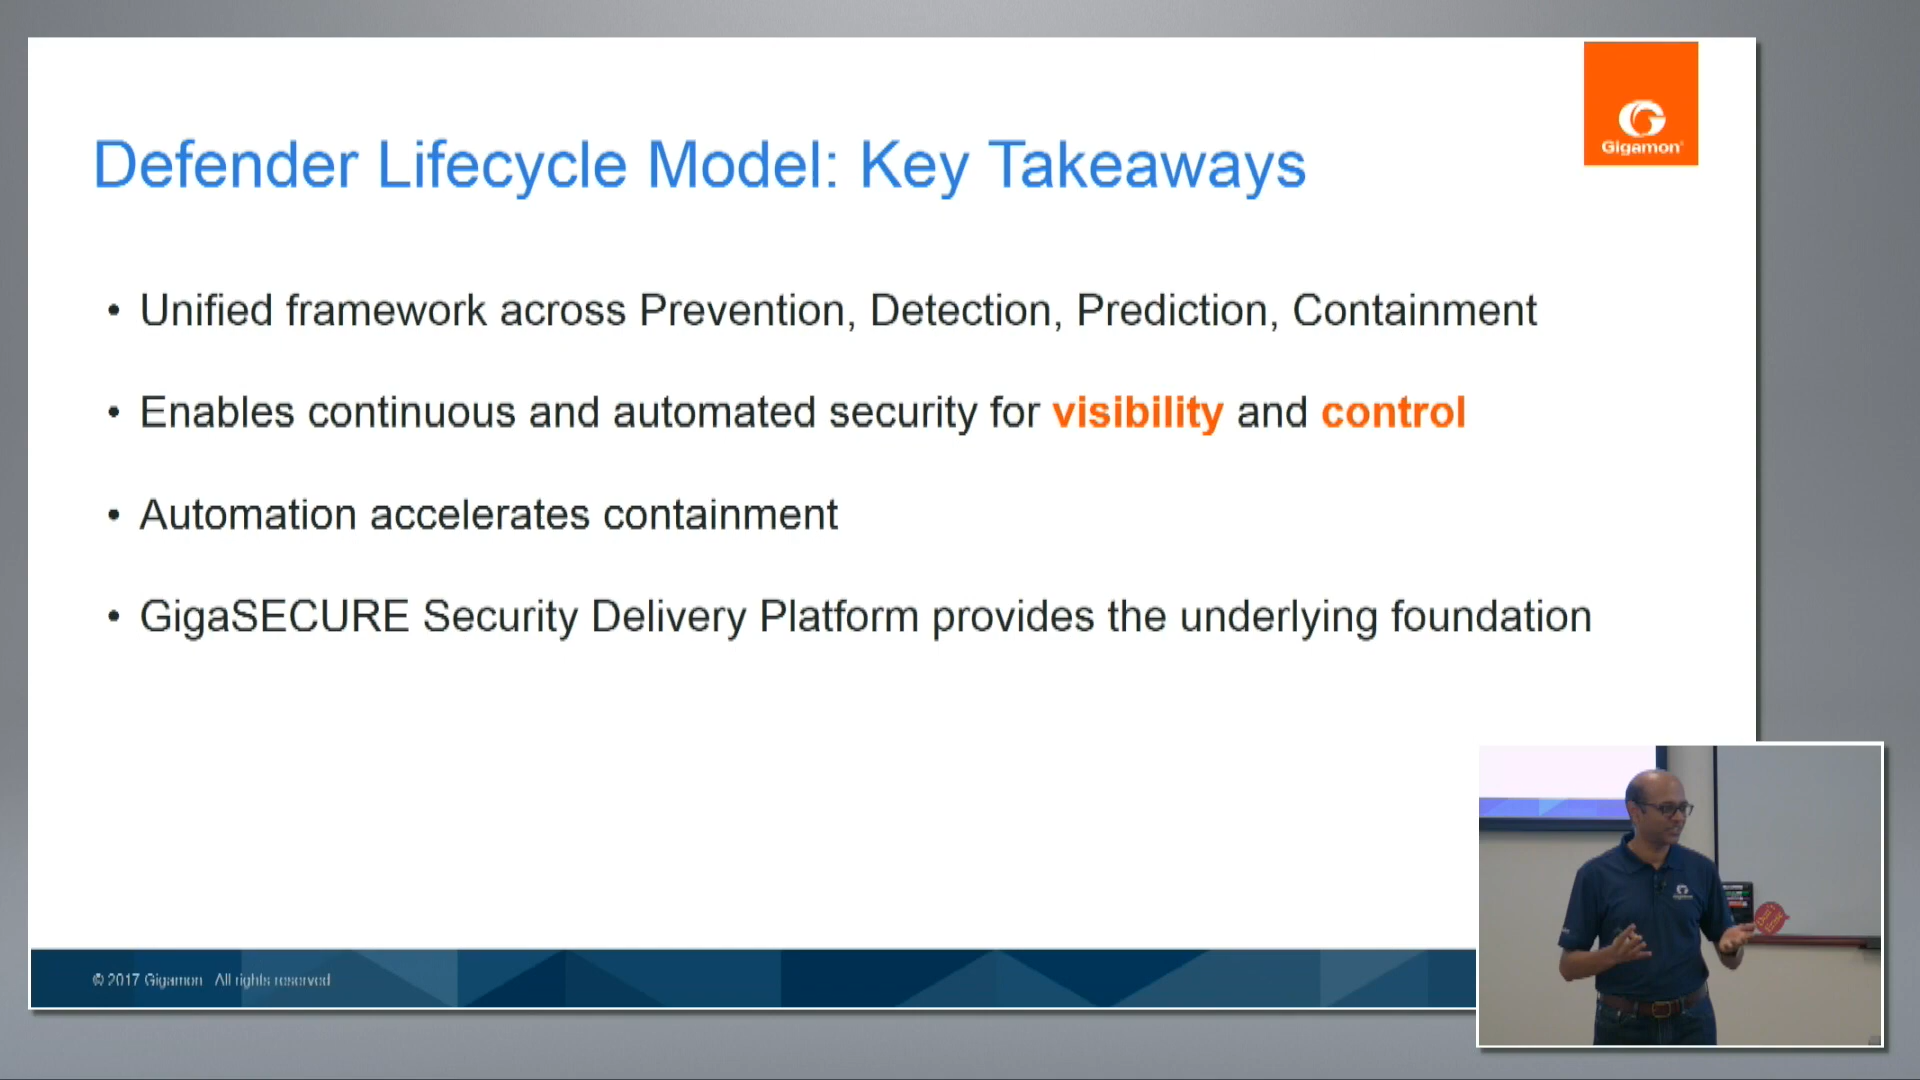 Gigamon®
Defender Lifecycle Model: Key Takeaways
• Unified framework across Prevention, Detection, Prediction, Containment
• Enables continuous and automated security for visibility and control
• Automation accelerates containment
• GigaSECURE Security Delivery Platform provides the underlying foundation
© 2017 Gigamon All rights reserved
Don't
Erase